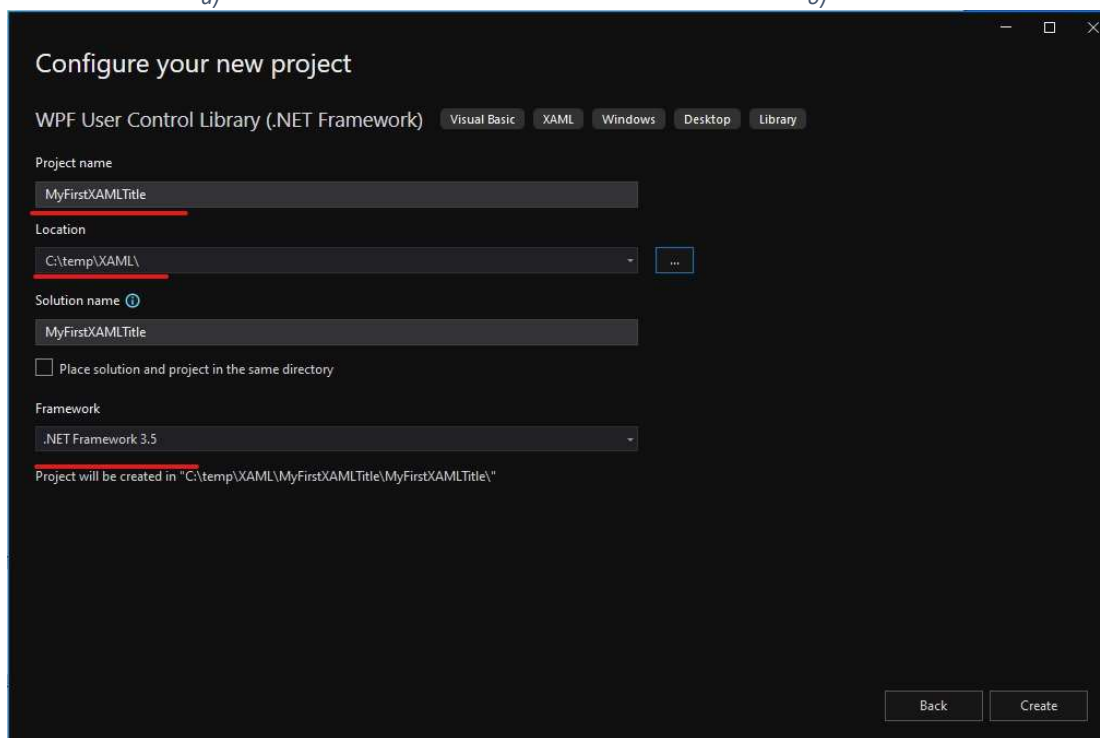 a) b)
Configure your new project
WPF User Control Library (.NET Framework) Visual Basic XAML Windows Desktop Library
Project name
MyFirstXAMLTitle
Location
C:\temp\XAML\
...
Solution name
MyFirstXAMLTitle
Place solution and project in the same directory
Framework
.NET Framework 3.5
Project will be created in "C:\temp\XAML\MyFirstXAMLTitle\MyFirstXAMLTitle\"
Back Create